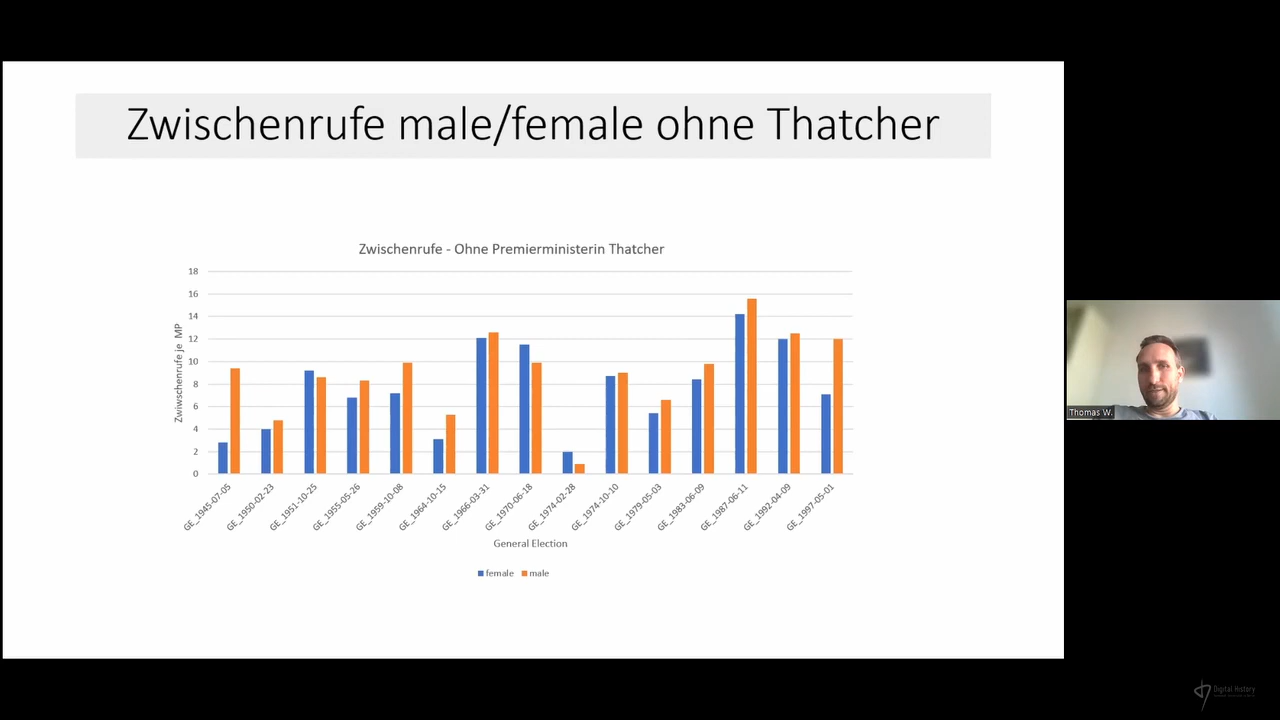 Zwischenrufe male/female ohne Thatcher
Zwischenrufe - Ohne Premierministerin Thatcher
18
16
14
12
10
8
6
4
2
0
Zwiwschenrufe je MP
GE_1945-07-05
GE_1950-02-23
GE_1951-10-25
GE_1955-05-26
GE_1959-10-08
GE_1964-10-15
GE_1966-03-31
GE_1970-06-18
GE_1974-02-28
GE_1974-10-10
GE_1979-05-03
GE_1983-06-09
GE_1987-06-11
GE_1992-04-09
GE_1997-05-01
General Election
female male
Thomas W.
Digital History